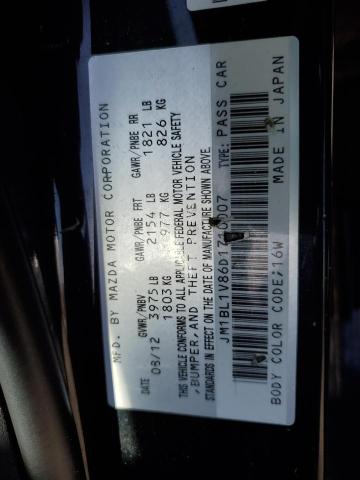 MFD. BY MAZDA MOTOR CORPORATION
GVWR/PNBV GAWR/PNBE FRT GAWR/PNBE RR
DATE 3975 LB 2154 LB 1821 LB
08/12 1803 KG 977 KG 826 KG
THIS VEHICLE CONFORMS TO ALL APPLICABLE FEDERAL MOTOR VEHICLE SAFETY
, BUMPER, AND THEFT PREVENTION
STANDARDS IN EFFECT ON THE DATE OF MANUFACTURE SHOWN ABOVE.
TYPE: PASS CAR
BODY COLOR CODE: 16W MADE IN JAPAN